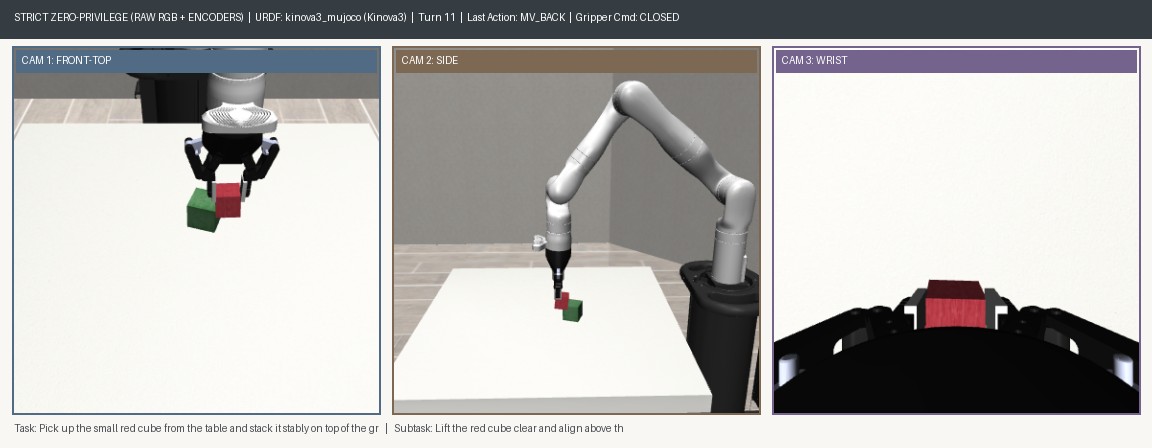 STRICT ZERO-PRIVILEGE (RAW RGB + ENCODERS) | URDF: kinova3_mujoco (Kinova3) | Turn 11 | Last Action: MV_BACK | Gripper Cmd: CLOSED
CAM 1: FRONT-TOP
CAM 2: SIDE
CAM 3: WRIST
Task: Pick up the small red cube from the table and stack it stably on top of the gr | Subtask: Lift the red cube clear and align above th